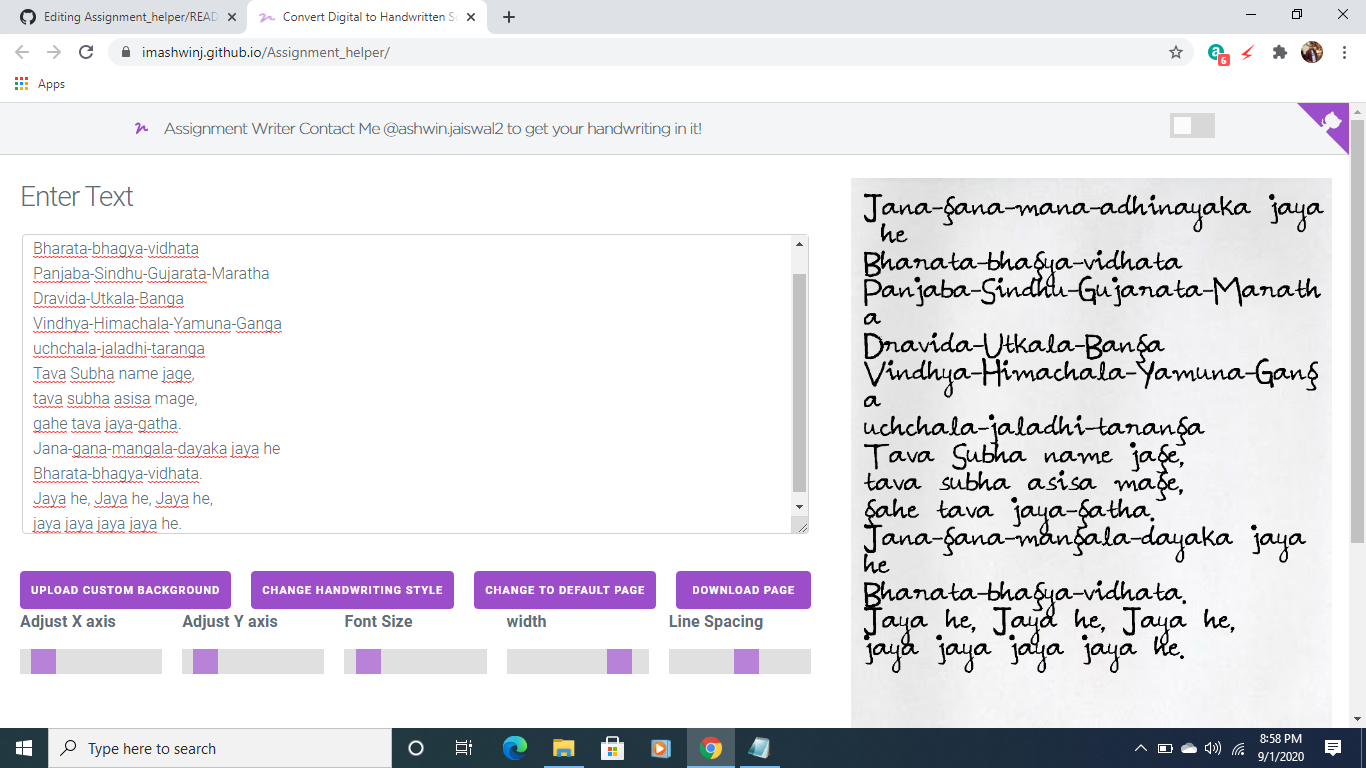 Editing Assignment_helper/READ
Convert Digital to Handwritten S
imashwinj.github.io/Assignment_helper/
6
Apps
Assignment Writer Contact Me @ashwin.jaiswal2 to get your handwriting in it!
Enter Text
Bharata-bhagya-vidhata
Panjaba-Sindhu-Gujarata-Maratha
Dravida-Utkala-Banga
Vindhya-Himachala-Yamuna-Ganga
uchchala-jaladhi-taranga
Tava Subha name jage,
tava subha asisa mage,
gahe tava jaya-gatha.
Jana-gana-mangala-dayaka jaya he
Bharata-bhagya-vidhata.
Jaya he, Jaya he, Jaya he,
jaya jaya jaya jaya he.
UPLOAD CUSTOM BACKGROUND
CHANGE HANDWRITING STYLE
CHANGE TO DEFAULT PAGE
DOWNLOAD PAGE
Adjust X axis
Adjust Y axis
Font Size
width
Line Spacing
Jana-gana-mana-adhinayaka jaya
he
Bharata-bhagya-vidhata
Panjaba-Sindhu-Gujarata-Marath
a
Dravida-Utkala-Banga
Vindhya-Himachala-Yamuna-Gang
a
uchchala-jaladhi-taranga
Tava Subha name jage,
tava subha asisa mage,
gahe tava jaya-gatha.
Jana-gana-mangala-dayaka jaya
he
Bharata-bhagya-vidhata.
Jaya he, Jaya he, Jaya he,
jaya jaya jaya jaya he.
Type here to search
8:58 PM
9/1/2020